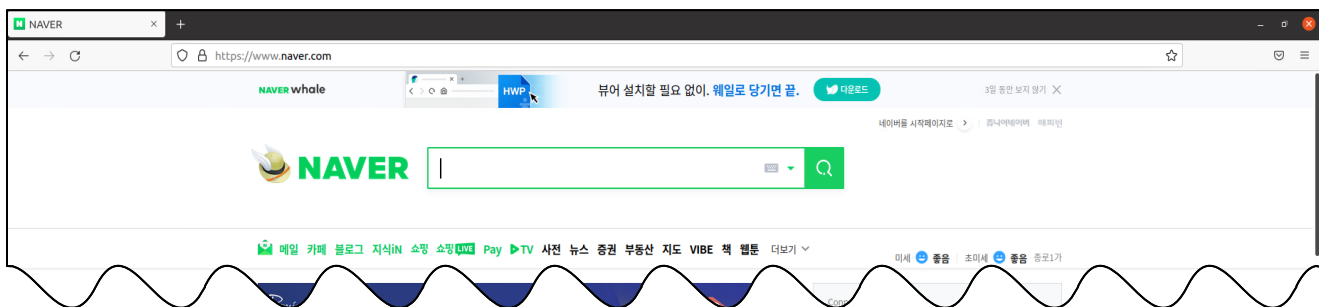 NAVER
https://www.naver.com
NAVER whale
HWP
뷰어 설치할 필요 없이. 웨일로 당기면 끝.
다운로드
3일 동안 보지 않기
네이버를 시작페이지로
쥬니어네이버 해피빈
NAVER
메일 카페 블로그 지식iN 쇼핑 쇼핑LIVE Pay TV 사전 뉴스 증권 부동산 지도 VIBE 책 웹툰 더보기
미세 좋음 초미세 좋음 종로1가